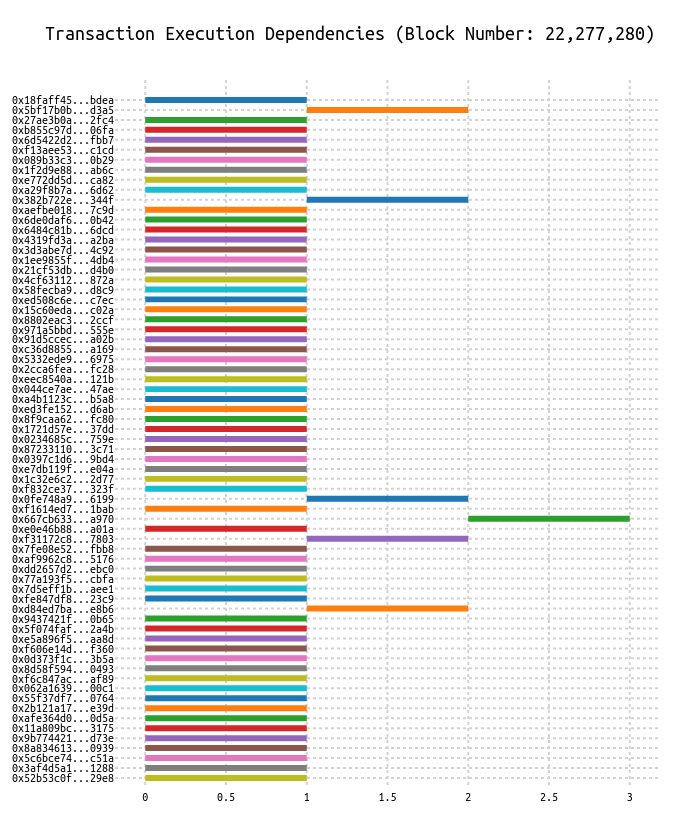 Transaction Execution Dependencies (Block Number: 22,277,280)
0x18faff45...bdea
0x5bf17b0b...d3a5
0x27ae3b0a...2fc4
0xb855c97d...06fa
0x6d5422d2...fbb7
0xf13aee53...c1cd
0x089b33c3...0b29
0x1f2d9e88...ab6c
0xe772dd5d...ca82
0xa29f8b7a...6d62
0x382b722e...344f
0xaefbe018...7c9d
0x6de0daf6...0b42
0x6484c81b...6dcd
0x4319fd3a...a2ba
0x3d3abe7d...4c92
0x1ee9855f...4db4
0x21cf53db...d4b0
0x4cf63112...872a
0x58fecba9...d8c9
0xed508c6e...c7ec
0x15c60eda...c02a
0x8802eac3...2ccf
0x971a5bbd...555e
0x91d5ccec...a02b
0xc36d8855...a169
0x5332ede9...6975
0x2cca6fea...fc28
0xeec8540a...121b
0x044ce7ae...47ae
0xa4b1123c...b5a8
0xed3fe152...d6ab
0x8f9caa62...fc80
0x1721d57e...37dd
0x0234685c...759e
0x87233110...3c71
0x0397c1d6...9bd4
0xe7db119f...e04a
0x1c32e6c2...2d77
0xf832ce37...323f
0x0fe748a9...6199
0xf1614ed7...1bab
0x667cb633...a970
0xe0e46b88...a01a
0xf31172c8...7803
0x7fe08e52...fbb8
0xaf9962c8...5176
0xdd2657d2...ebc0
0x77a193f5...cbfa
0x7d5eff1b...aee1
0xfe847df8...23c9
0xd84ed7ba...e8b6
0x9437421f...0b65
0x5f074faf...2a4b
0xe5a896f5...aa8d
0xf606e14d...f360
0x0d373f1c...3b5a
0x8d58f594...0493
0xf6c847ac...af89
0x062a1639...00c1
0x55f37df7...0764
0x2b121a17...e39d
0xafe364d0...0d5a
0x11a809bc...3175
0x9b774421...d73e
0x8a834613...0939
0x5c6bce74...c51a
0x3af4d5a1...1288
0x52b53c0f...29e8
0 0.5 1 1.5 2 2.5 3